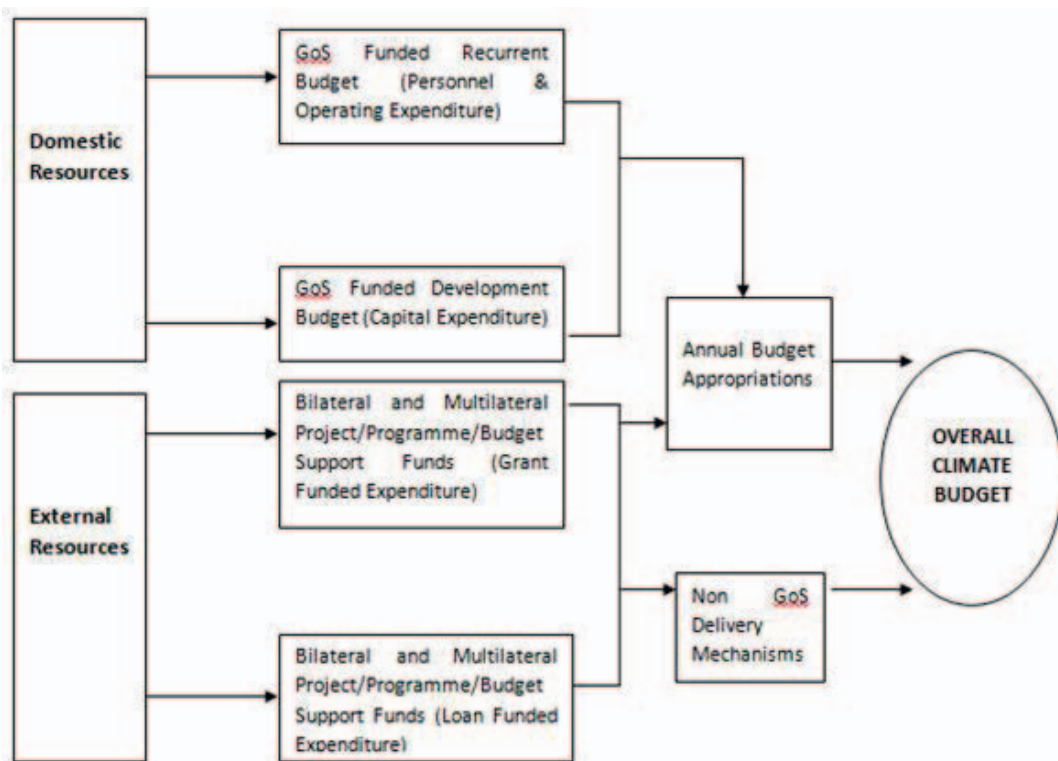 Domestic
Resources
GoS Funded Recurrent
Budget (Personnel &
Operating Expenditure)
GoS Funded Development
Budget (Capital Expenditure)
External
Resources
Bilateral and Multilateral
Project/Programme/Budget
Support Funds (Grant
Funded Expenditure)
Bilateral and Multilateral
Project/Programme/Budget
Support Funds (Loan Funded
Expenditure)
Annual Budget
Appropriations
Non GoS
Delivery
Mechanisms
OVERALL
CLIMATE
BUDGET